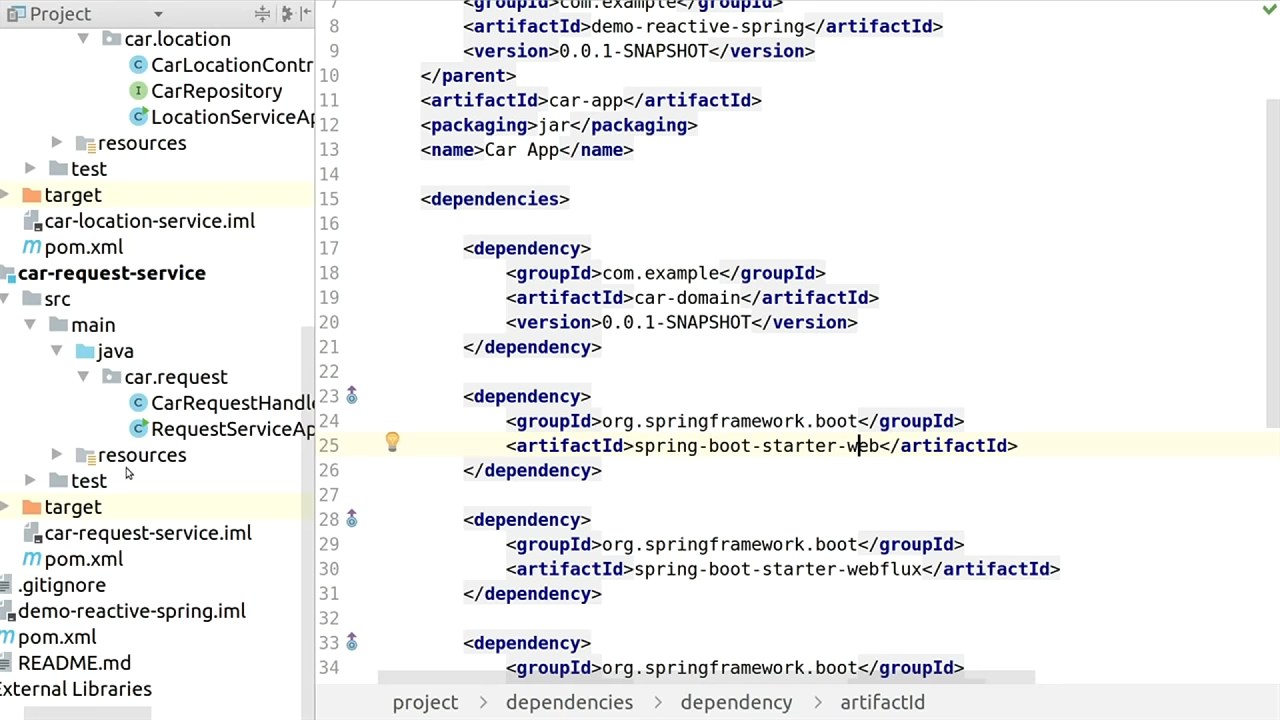 Project
car.location
CarLocationContr
CarRepository
LocationServiceAp
resources
test
target
car-location-service.iml
pom.xml
car-request-service
src
main
java
car.request
CarRequestHandle
RequestServiceAp
resources
test
target
car-request-service.iml
pom.xml
.gitignore
demo-reactive-spring.iml
pom.xml
README.md
External Libraries
7 <groupId>com.example</groupId>
8 <artifactId>demo-reactive-spring</artifactId>
9 <version>0.0.1-SNAPSHOT</version>
10 </parent>
11 <artifactId>car-app</artifactId>
12 <packaging>jar</packaging>
13 <name>Car App</name>
14
15 <dependencies>
16
17 <dependency>
18 <groupId>com.example</groupId>
19 <artifactId>car-domain</artifactId>
20 <version>0.0.1-SNAPSHOT</version>
21 </dependency>
22
23 <dependency>
24 <groupId>org.springframework.boot</groupId>
25 <artifactId>spring-boot-starter-web</artifactId>
26 </dependency>
27
28 <dependency>
29 <groupId>org.springframework.boot</groupId>
30 <artifactId>spring-boot-starter-webflux</artifactId>
31 </dependency>
32
33 <dependency>
34 <groupId>org.springframework.boot</groupId>
project > dependencies > dependency > artifactId